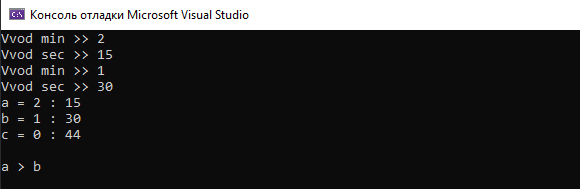 Консоль отладки Microsoft Visual Studio
Vvod min >> 2
Vvod sec >> 15
Vvod min >> 1
Vvod sec >> 30
a = 2 : 15
b = 1 : 30
c = 0 : 44
a > b